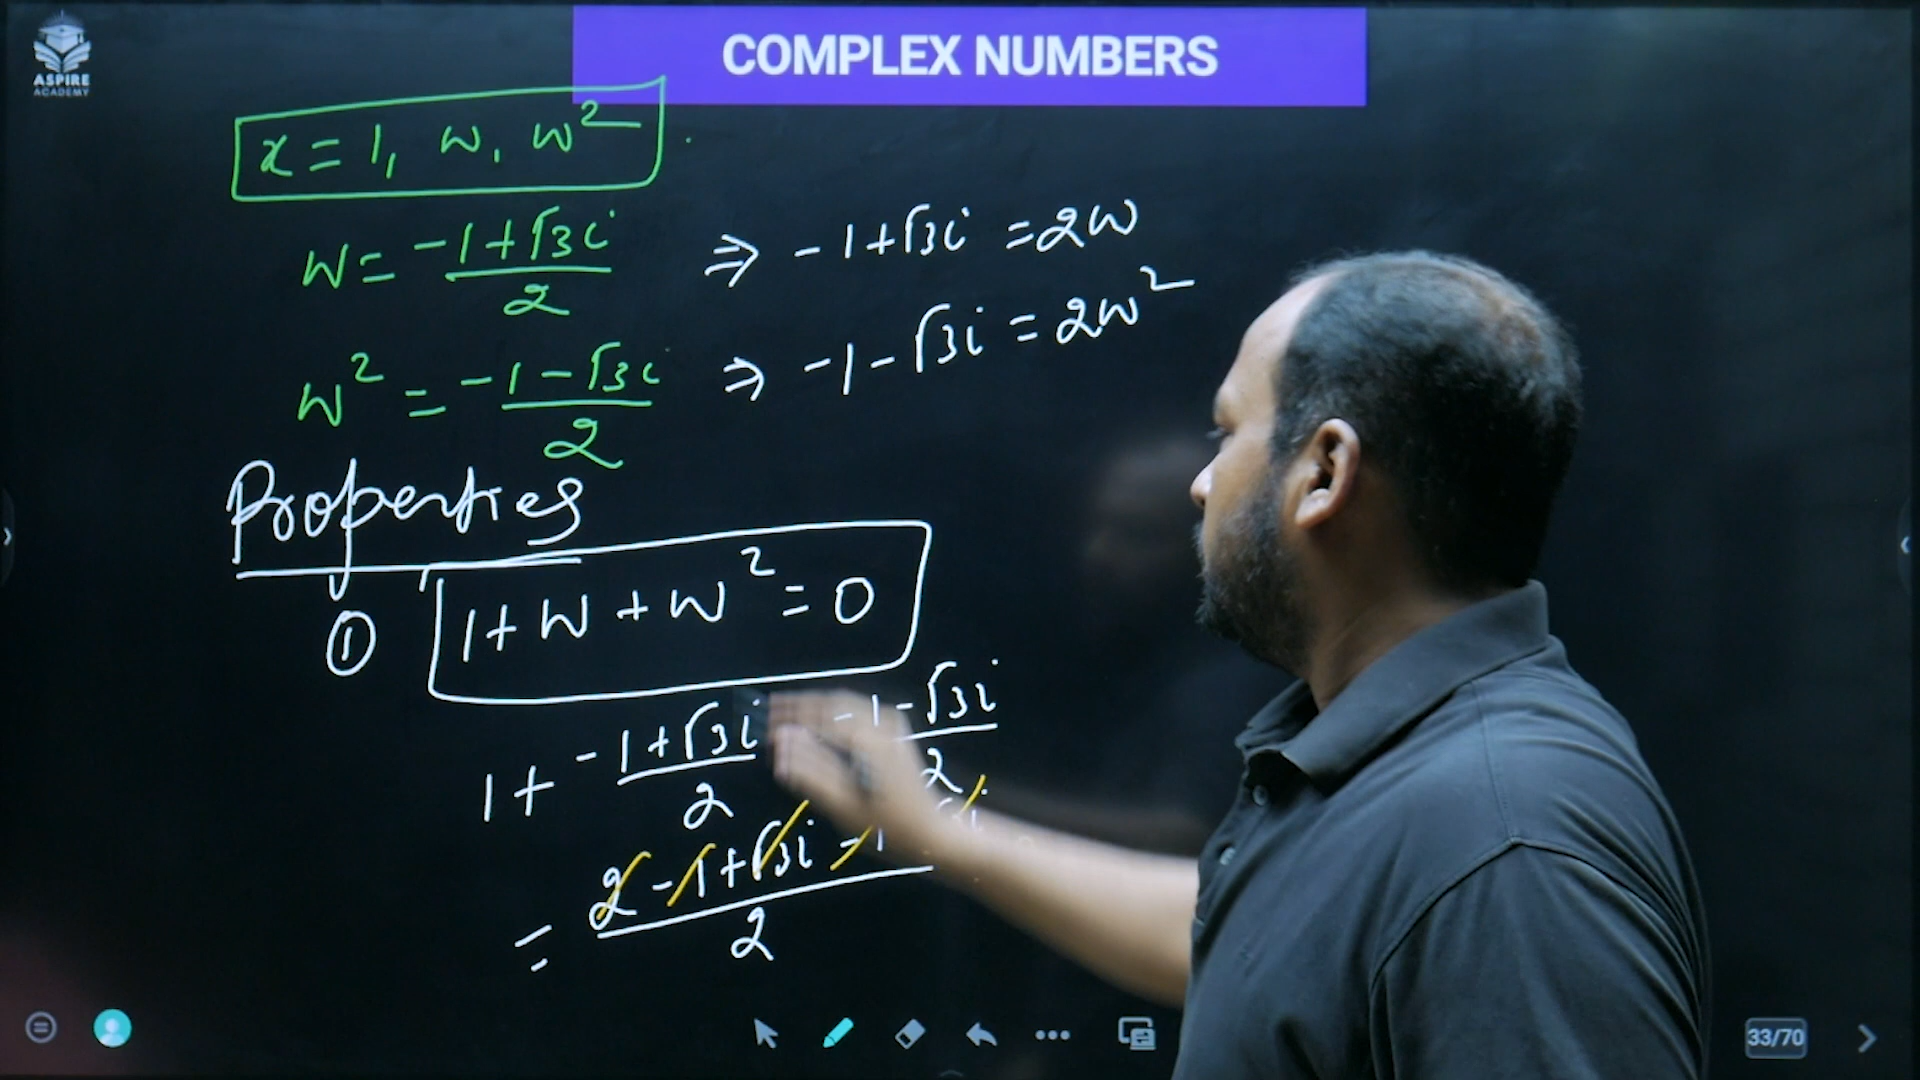 ASPIRE
ACADEMY
COMPLEX NUMBERS
x = 1, w, w²
w = (-1+√3i)/2 ⇒ -1+√3i = 2w
w² = (-1-√3i)/2 ⇒ -1-√3i = 2w²
Properties
① 1+w+w² = 0
1 + (-1+√3i)/2 -1-√3i/2
= (2-1+√3i-1 i)/2
33/70